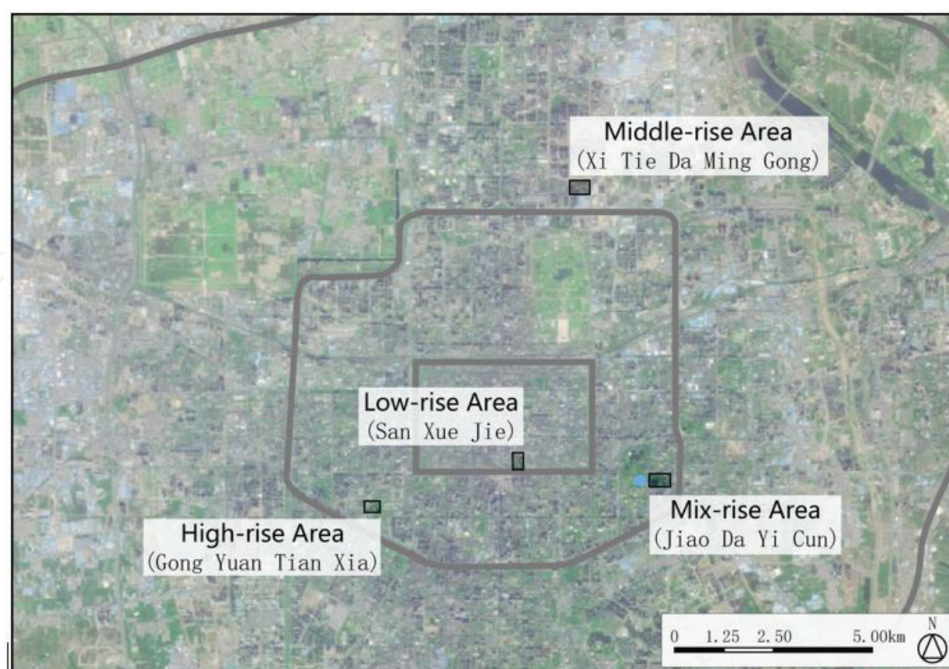 Middle-rise Area
(Xi Tie Da Ming Gong)
Low-rise Area
(San Xue Jie)
Mix-rise Area
(Jiao Da Yi Cun)
High-rise Area
(Gong Yuan Tian Xia)
N
0 1.25 2.50 5.00km